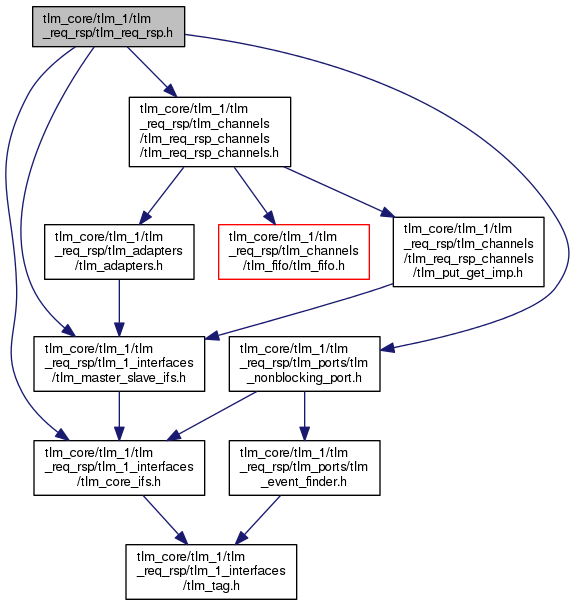 tlm_core/tlm_1/tlm
_req_rsp/tlm_req_rsp.h
tlm_core/tlm_1/tlm
_req_rsp/tlm_channels
/tlm_req_rsp_channels
/tlm_req_rsp_channels.h
tlm_core/tlm_1/tlm
_req_rsp/tlm_adapters
/tlm_adapters.h
tlm_core/tlm_1/tlm
_req_rsp/tlm_channels
/tlm_fifo/tlm_fifo.h
tlm_core/tlm_1/tlm
_req_rsp/tlm_channels
/tlm_req_rsp_channels
/tlm_put_get_imp.h
tlm_core/tlm_1/tlm
_req_rsp/tlm_1_interfaces
/tlm_master_slave_ifs.h
tlm_core/tlm_1/tlm
_req_rsp/tlm_ports/tlm
_nonblocking_port.h
tlm_core/tlm_1/tlm
_req_rsp/tlm_1_interfaces
/tlm_core_ifs.h
tlm_core/tlm_1/tlm
_req_rsp/tlm_ports/tlm
_event_finder.h
tlm_core/tlm_1/tlm
_req_rsp/tlm_1_interfaces
/tlm_tag.h